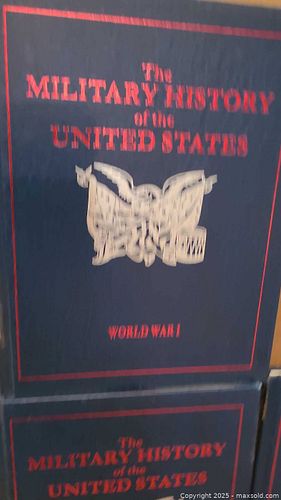 The
MILITARY HISTORY
of the
UNITED STATES
WORLD WAR I
The
MILITARY HISTORY
of the
UNITED STATES
Copyright © 2025 - maxsold.com